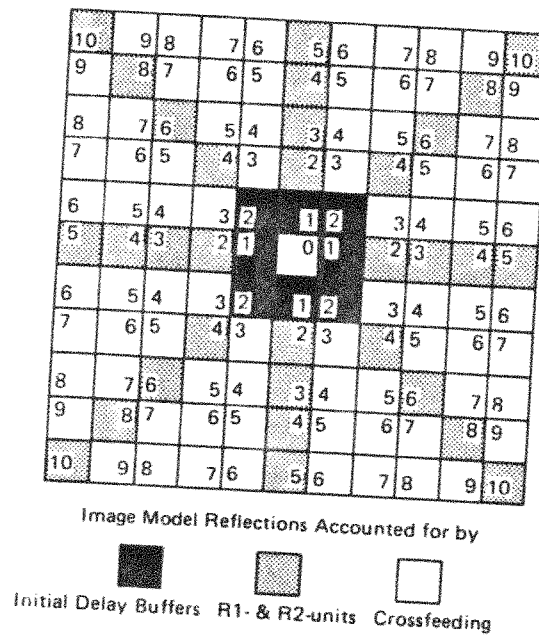 10 9 8 7 6 5 6 7 8 9 10
9 8 7 6 5 4 5 6 7 8 9
8 7 6 5 4 3 4 5 6 7 8
7 6 5 4 3 2 3 4 5 6 7
6 5 4 3 2 1 2 3 4 5 6
5 4 3 2 1 0 1 2 3 4 5
6 5 4 3 2 1 2 3 4 5 6
7 6 5 4 3 2 3 4 5 6 7
8 7 6 5 4 3 4 5 6 7 8
9 8 7 6 5 4 5 6 7 8 9
10 9 8 7 6 5 6 7 8 9 10
Image Model Reflections Accounted for by
Initial Delay Buffers R1- & R2-units Crossfeeding